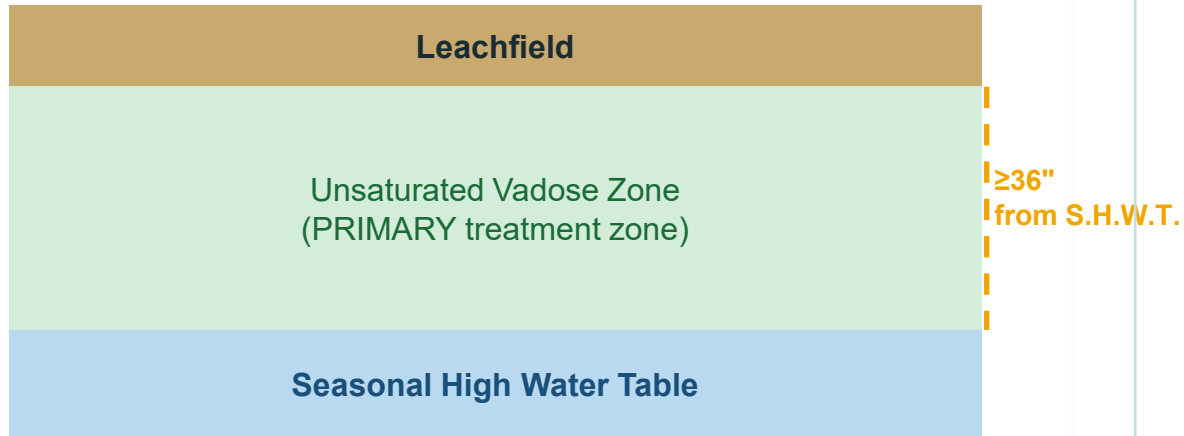 Leachfield
Unsaturated Vadose Zone
(PRIMARY treatment zone)
≥36"
from S.H.W.T.
Seasonal High Water Table